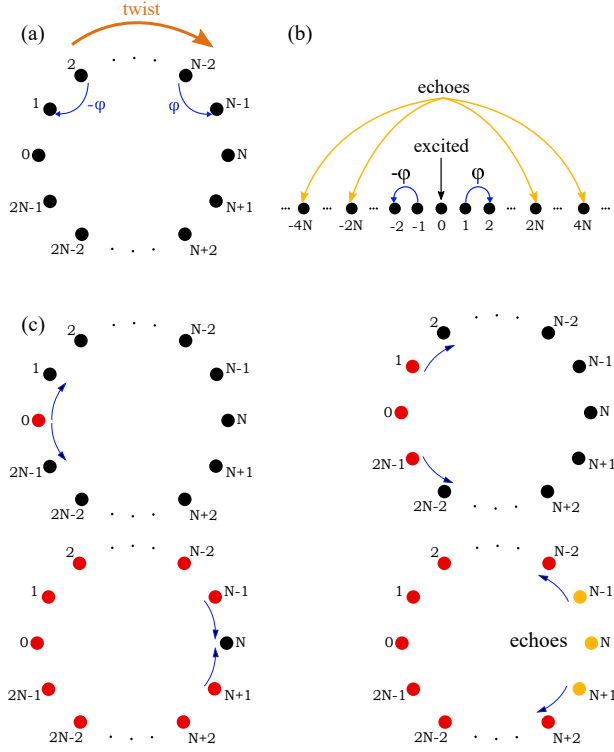 (a)
twist
2
. . .
N-2
1
-φ
φ
N-1
0
N
2N-1
N+1
2N-2
. . .
N+2
(b)
echoes
excited
-φ
φ
... ... ... ... ... ...
-4N -2N -2 -1 0 1 2 2N 4N
(c)
2
. . .
N-2
1
N-1
0
N
2N-1
N+1
2N-2
. . .
N+2
2
. . .
N-2
1
N-1
0
N
2N-1
N+1
2N-2
. . .
N+2
2
. . .
N-2
1
N-1
0
N
2N-1
N+1
2N-2
. . .
N+2
2
. . .
N-2
1
N-1
0
echoes
N
2N-1
N+1
2N-2
. . .
N+2